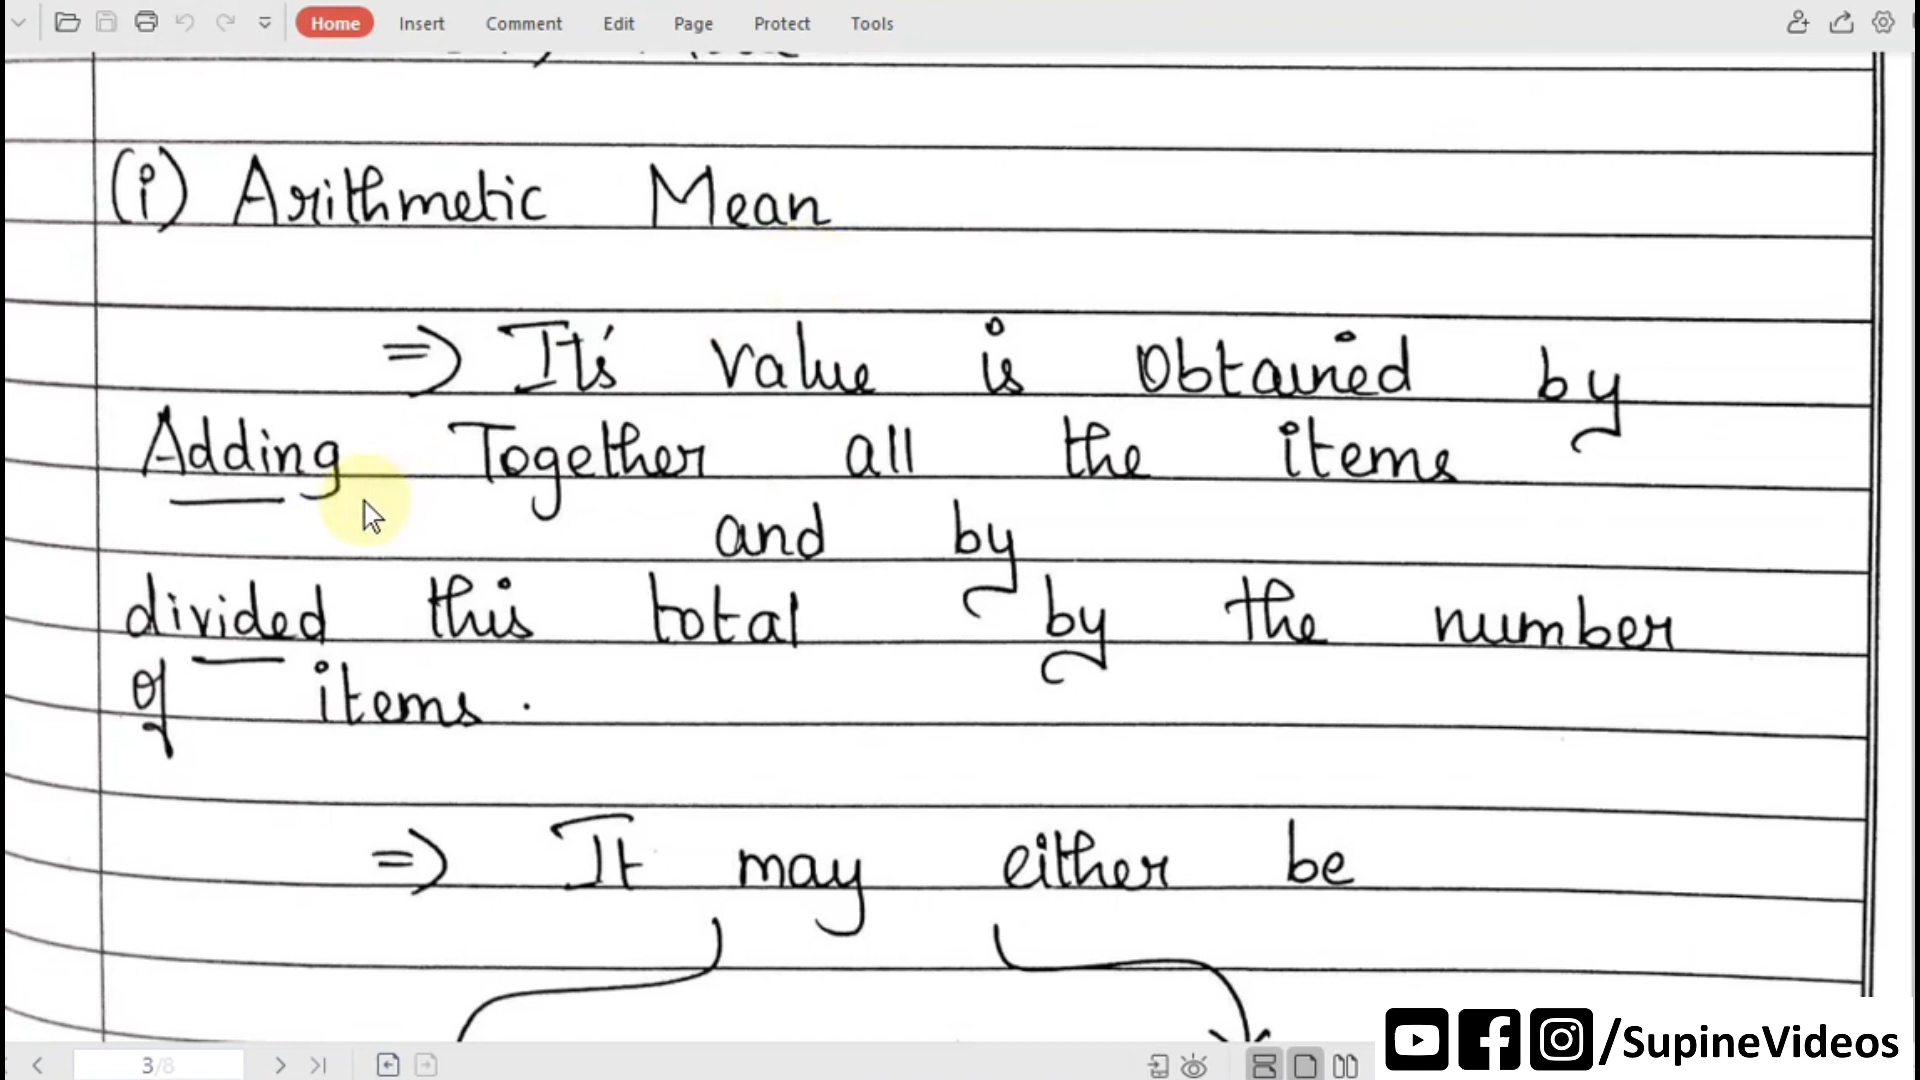 Home Insert Comment Edit Page Protect Tools
(i) Arithmetic Mean
=) It's value is Obtained by
Adding Together all the items
and by
divided this total by the number
of items.
=) It may either be
3/8
/SupineVideos